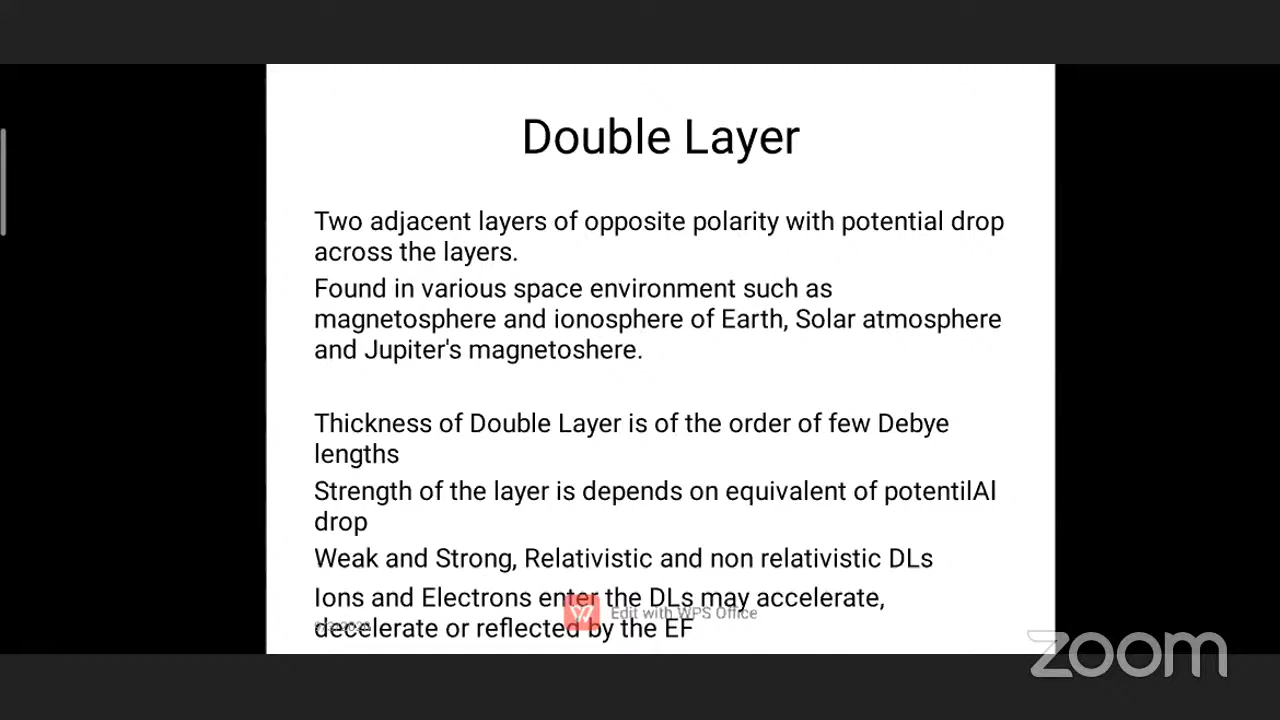 Double Layer
Two adjacent layers of opposite polarity with potential drop
across the layers.
Found in various space environment such as
magnetosphere and ionosphere of Earth, Solar atmosphere
and Jupiter's magnetoshere.
Thickness of Double Layer is of the order of few Debye
lengths
Strength of the layer is depends on equivalent of potentilAl
drop
Weak and Strong, Relativistic and non relativistic DLs
Ions and Electrons enter the DLs may accelerate,
Edit with WPS Office
decelerate or reflected by the EF
zoom